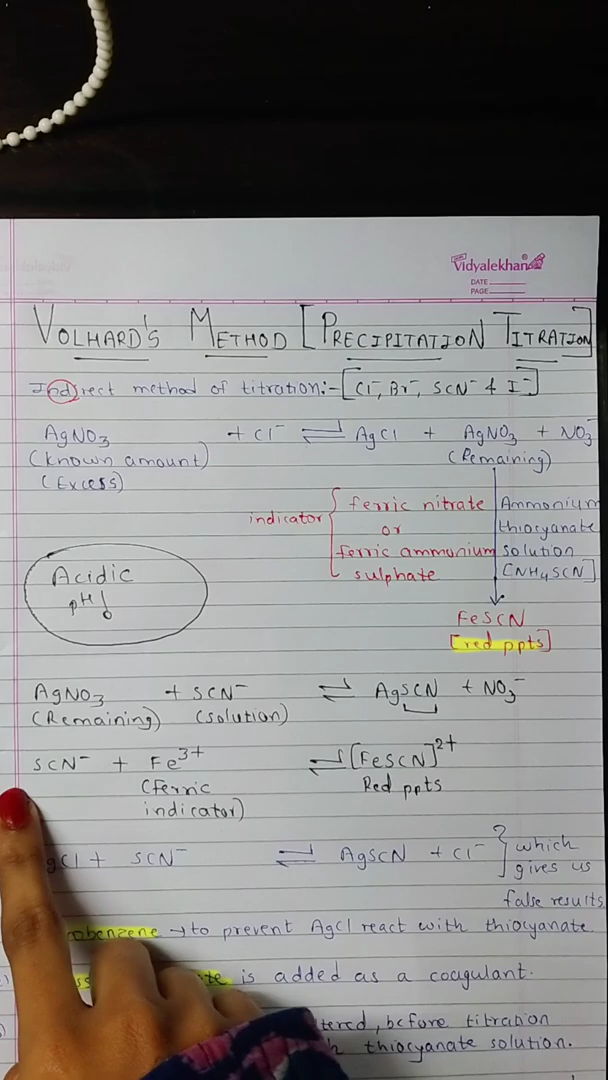 Vidyalekhan
DATE
PAGE
VOLHARD'S METHOD [PRECIPITATION TITRATION]
Indirect method of titration:- [Cl⁻, Br⁻, SCN⁻ & I⁻]
AgNO₃ + Cl⁻ ⇌ AgCl + AgNO₃ + NO₃⁻
(Known amount) (Remaining)
(Excess)
indicator { ferric nitrate or ferric ammonium sulphate
Ammonium
thiocyanate
solution
[NH₄SCN]
Acidic
pH!
FeSCN
[red ppts]
AgNO₃ + SCN⁻ ⇌ AgSCN + NO₃⁻
(Remaining) (solution)
SCN⁻ + Fe³⁺ ⇌ [FeSCN]²⁺
(Ferric Red ppts
indicator)
gCl + SCN⁻ ⇌ AgSCN + Cl⁻ } which
gives us
false results
obenzene → to prevent AgCl react with thiocyanate.
is added as a coagulant.
tered, before titration
thiocyanate solution.